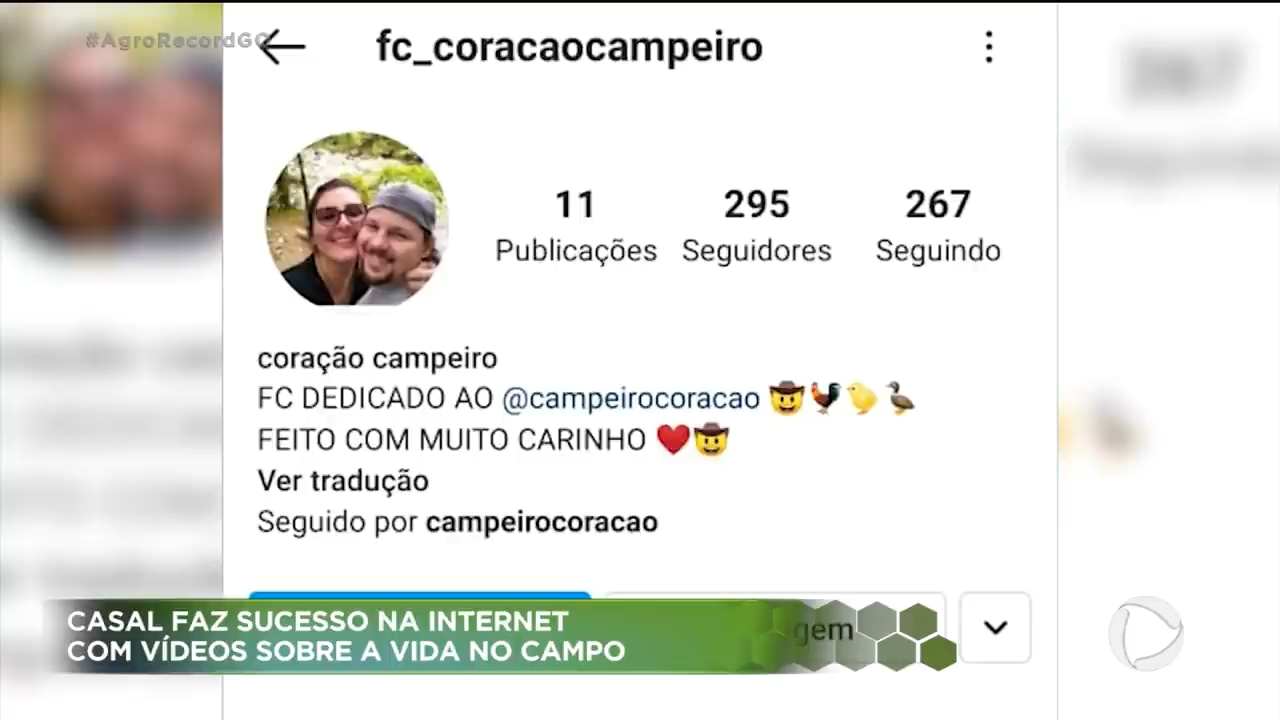 #AgroRecordGO
fc_coracaocampeiro
11 295 267
Publicações Seguidores Seguindo
coração campeiro
FC DEDICADO AO @campeirocoracao 🤠🐓🐤🦆
FEITO COM MUITO CARINHO ❤️🤠
Ver tradução
Seguido por campeirocoracao
gem
CASAL FAZ SUCESSO NA INTERNET
COM VÍDEOS SOBRE A VIDA NO CAMPO
267